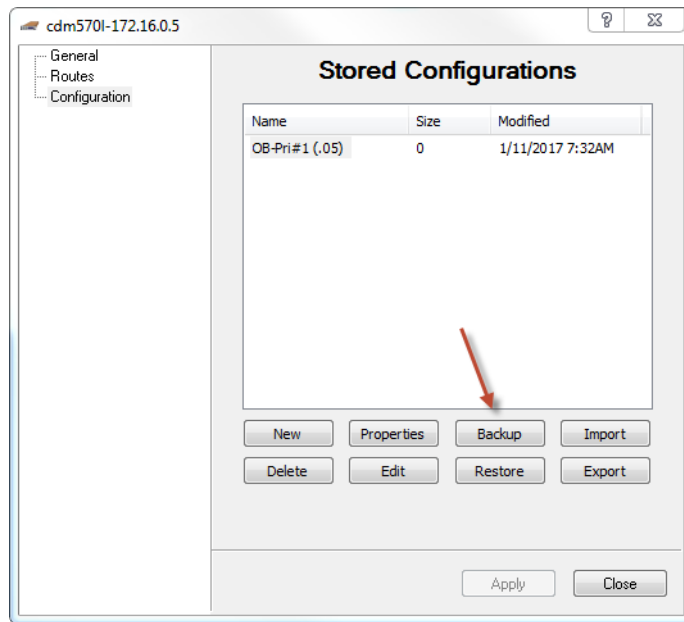 cdm570l-172.16.0.5
General
Routes
Configuration
Stored Configurations
Name Size Modified
OB-Pri#1 (.05) 0 1/11/2017 7:32AM
New Properties Backup Import
Delete Edit Restore Export
Apply Close